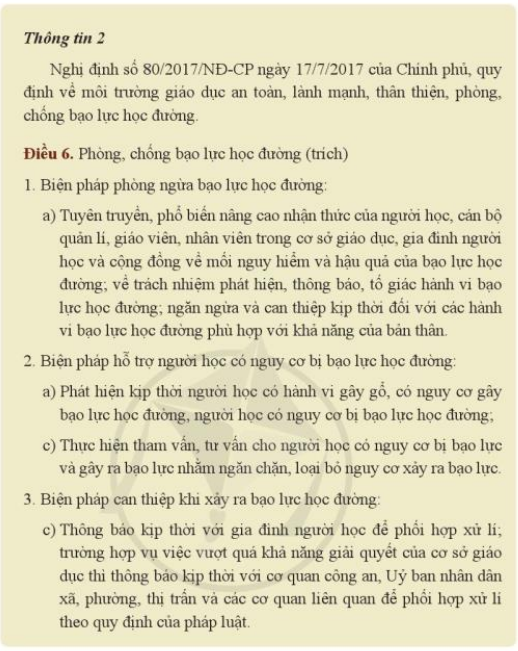 Thông tin 2
Nghị định số 80/2017/NĐ-CP ngày 17/7/2017 của Chính phủ, quy
định về môi trường giáo dục an toàn, lành mạnh, thân thiện, phòng,
chống bạo lực học đường.
Điều 6. Phòng, chống bạo lực học đường (trích)
1. Biện pháp phòng ngừa bạo lực học đường:
a) Tuyên truyền, phổ biến nâng cao nhận thức của người học, cán bộ
quản lí, giáo viên, nhân viên trong cơ sở giáo dục, gia đình người
học và cộng đồng về mối nguy hiểm và hậu quả của bạo lực học
đường; về trách nhiệm phát hiện, thông báo, tố giác hành vi bạo
lực học đường; ngăn ngừa và can thiệp kịp thời đối với các hành
vi bạo lực học đường phù hợp với khả năng của bản thân.
2. Biện pháp hỗ trợ người học có nguy cơ bị bạo lực học đường:
a) Phát hiện kịp thời người học có hành vi gây gổ, có nguy cơ gây
bạo lực học đường, người học có nguy cơ bị bạo lực học đường;
c) Thực hiện tham vấn, tư vấn cho người học có nguy cơ bị bạo lực
và gây ra bạo lực nhằm ngăn chặn, loại bỏ nguy cơ xảy ra bạo lực.
3. Biện pháp can thiệp khi xảy ra bạo lực học đường:
c) Thông báo kịp thời với gia đình người học để phối hợp xử lí;
trường hợp vụ việc vượt quá khả năng giải quyết của cơ sở giáo
dục thì thông báo kịp thời với cơ quan công an, Uỷ ban nhân dân
xã, phường, thị trấn và các cơ quan liên quan để phối hợp xử lí
theo quy định của pháp luật.